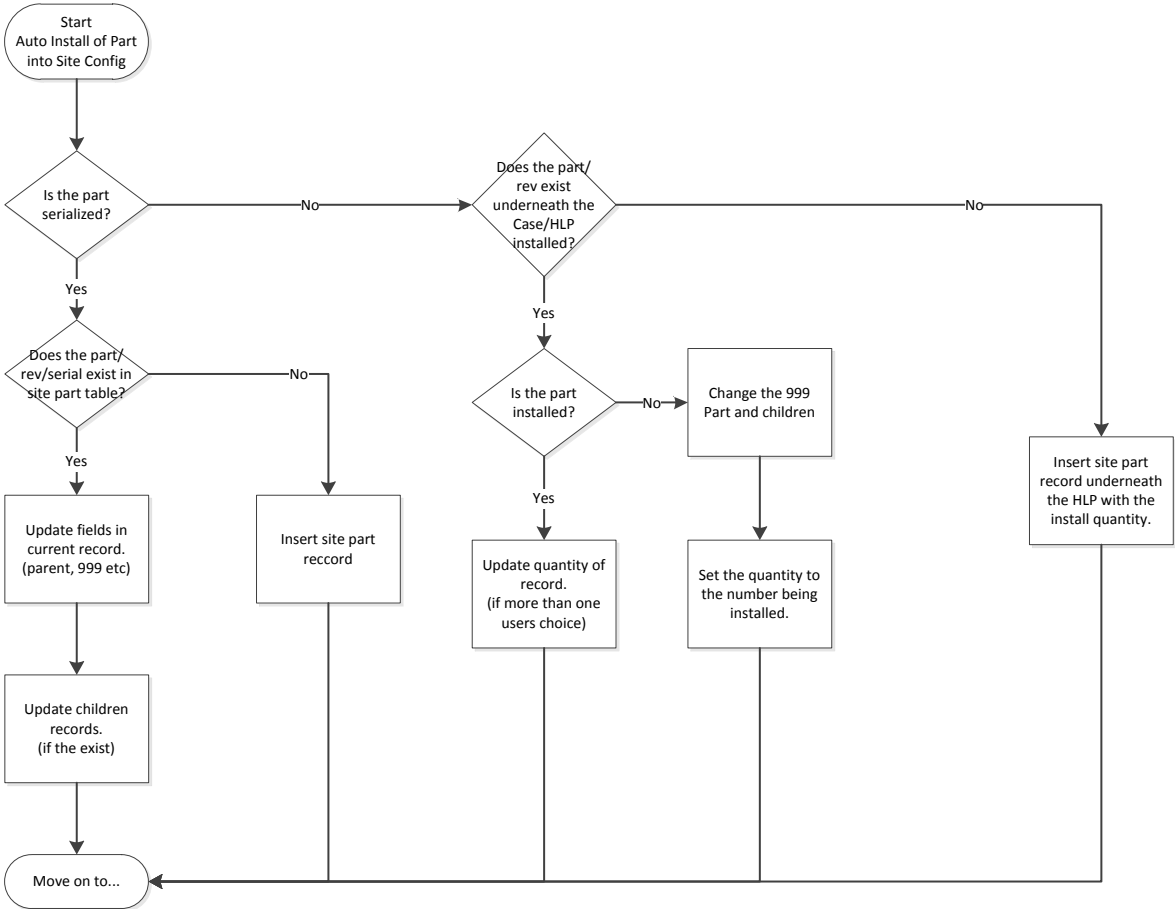 Start
Auto Install of Part
into Site Config
Is the part
serialized?
No
Does the part/
rev exist
underneath the
Case/HLP
installed?
No
Yes
Yes
Does the part/
rev/serial exist in
site part table?
No
Is the part
installed?
No
Change the 999
Part and children
Yes
Yes
Insert site part
record underneath
the HLP with the
install quantity.
Update fields in
current record.
(parent, 999 etc)
Insert site part
reccord
Update quantity of
record.
(if more than one
users choice)
Set the quantity to
the number being
installed.
Update children
records.
(if the exist)
Move on to...